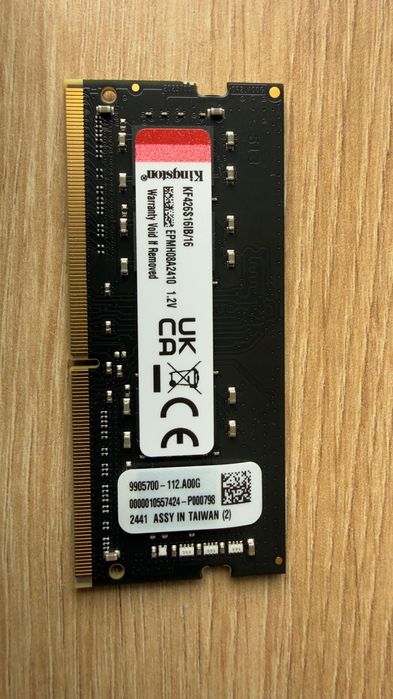 Kingston®
KF426S16IB/16
EPMH08A2410 1.2V
Warranty Void If Removed
UK
CA
CE
9905700-112.A00G
0000010557424-P000798
2441 ASSY IN TAIWAN (2)